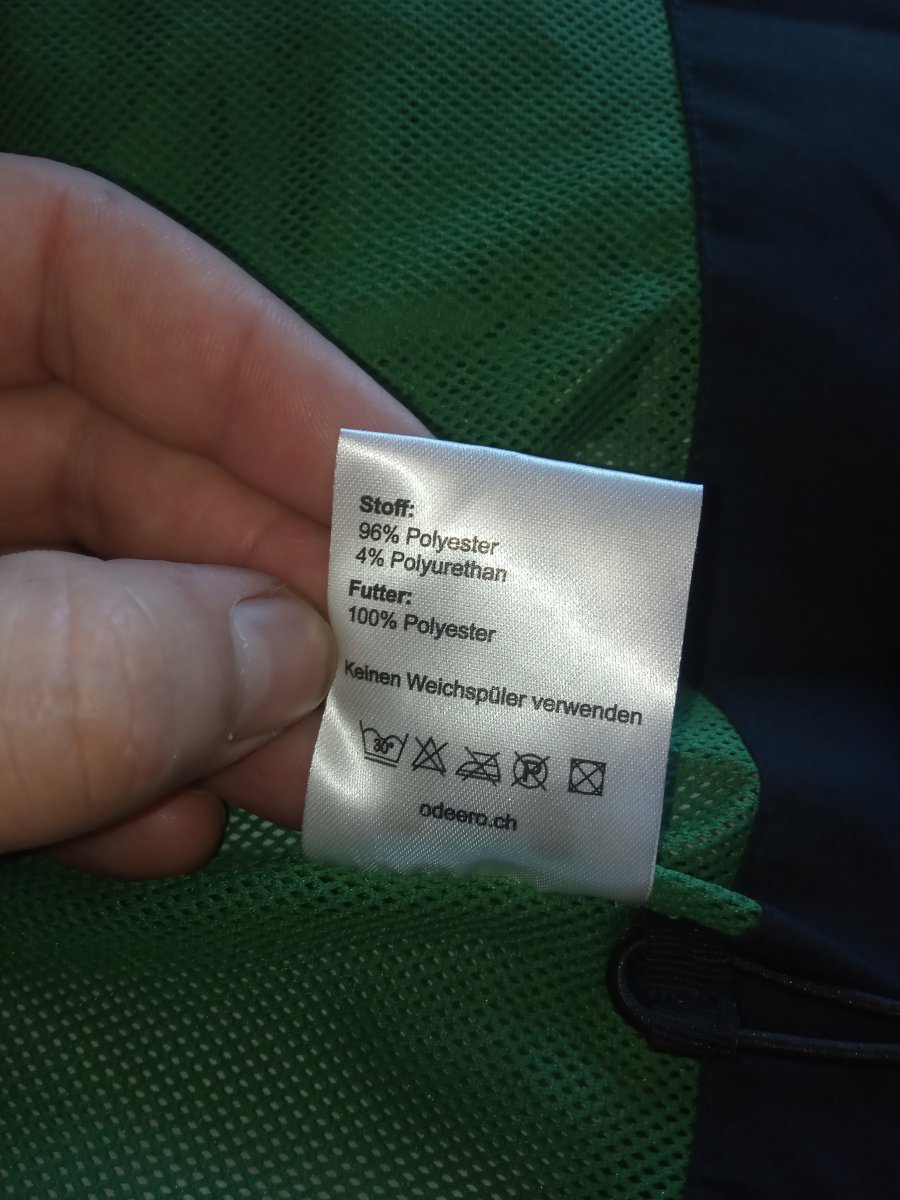 Stoff:
96% Polyester
4% Polyurethan
Futter:
100% Polyester
Keinen Weichspüler verwenden
30°
P
odeero.ch